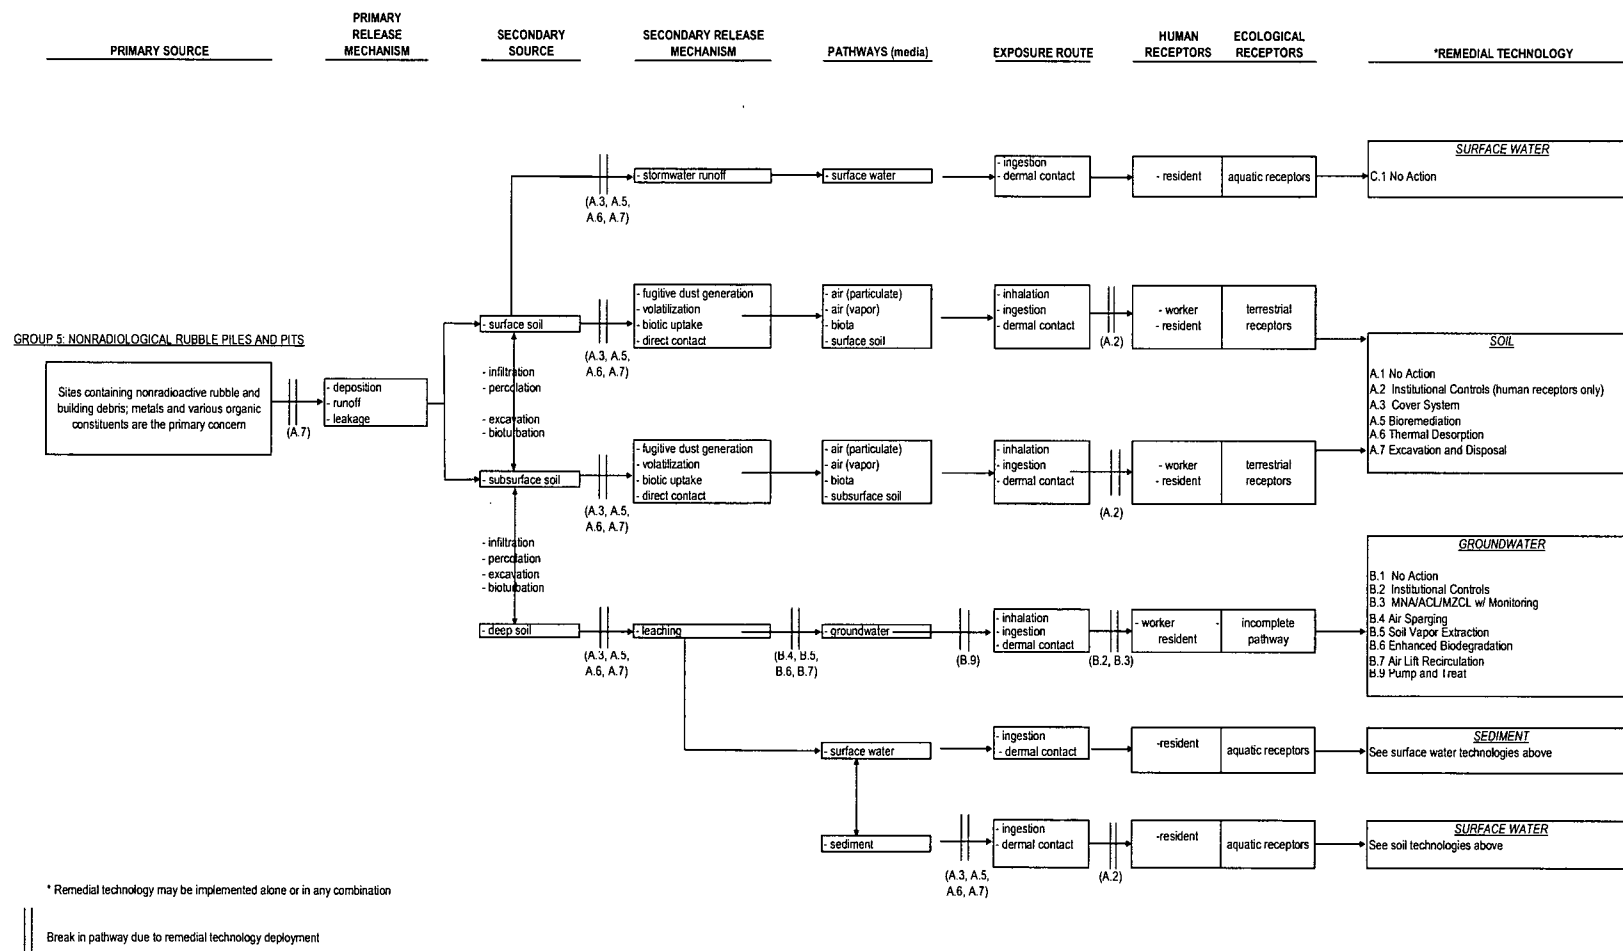 PRIMARY SOURCE
PRIMARY
RELEASE
MECHANISM
SECONDARY
SOURCE
SECONDARY RELEASE
MECHANISM
PATHWAYS (media)
EXPOSURE ROUTE
HUMAN
RECEPTORS
ECOLOGICAL
RECEPTORS
*REMEDIAL TECHNOLOGY
(A.3, A.5,
A.6, A.7)
- stormwater runoff
- surface water
- ingestion
- dermal contact
- resident
aquatic receptors
SURFACE WATER
C.1 No Action
GROUP 5: NONRADIOLOGICAL RUBBLE PILES AND PITS
Sites containing nonradioactive rubble and
building debris; metals and various organic
constituents are the primary concern
(A.7)
- deposition
- runoff
- leakage
- surface soil
(A.3, A.5,
A.6, A.7)
- fugitive dust generation
- volatilization
- biotic uptake
- direct contact
- air (particulate)
- air (vapor)
- biota
- surface soil
- inhalation
- ingestion
- dermal contact
(A.2)
- worker
- resident
terrestrial
receptors
- infiltration
- percolation
- excavation
- bioturbation
SOIL
A.1 No Action
A.2 Institutional Controls (human receptors only)
A.3 Cover System
A.5 Bioremediation
A.6 Thermal Desorption
A.7 Excavation and Disposal
- subsurface soil
(A.3, A.5,
A.6, A.7)
- fugitive dust generation
- volatilization
- biotic uptake
- direct contact
- air (particulate)
- air (vapor)
- biota
- subsurface soil
- inhalation
- ingestion
- dermal contact
(A.2)
- worker
- resident
terrestrial
receptors
- infiltration
- percolation
- excavation
- bioturbation
- deep soil
(A.3, A.5,
A.6, A.7)
- leaching
(B.4, B.5,
B.6, B.7)
- groundwater
(B.9)
- inhalation
- ingestion
- dermal contact
(B.2, B.3)
- worker -
resident
incomplete
pathway
GROUNDWATER
B.1 No Action
B.2 Institutional Controls
B.3 MNA/ACL/MZCL w/ Monitoring
B.4 Air Sparging
B.5 Soil Vapor Extraction
B.6 Enhanced Biodegradation
B.7 Air Lift Recirculation
B.9 Pump and Treat
- surface water
- ingestion
- dermal contact
-resident
aquatic receptors
SEDIMENT
See surface water technologies above
- sediment
(A.3, A.5,
A.6, A.7)
- ingestion
- dermal contact
(A.2)
-resident
aquatic receptors
SURFACE WATER
See soil technologies above
* Remedial technology may be implemented alone or in any combination
Break in pathway due to remedial technology deployment